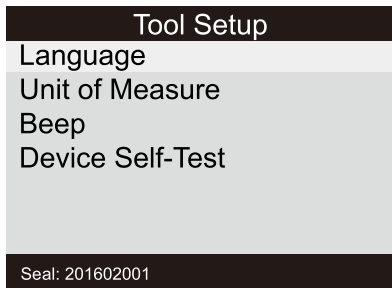 Tool Setup
Language
Unit of Measure
Beep
Device Self-Test
Seal: 201602001